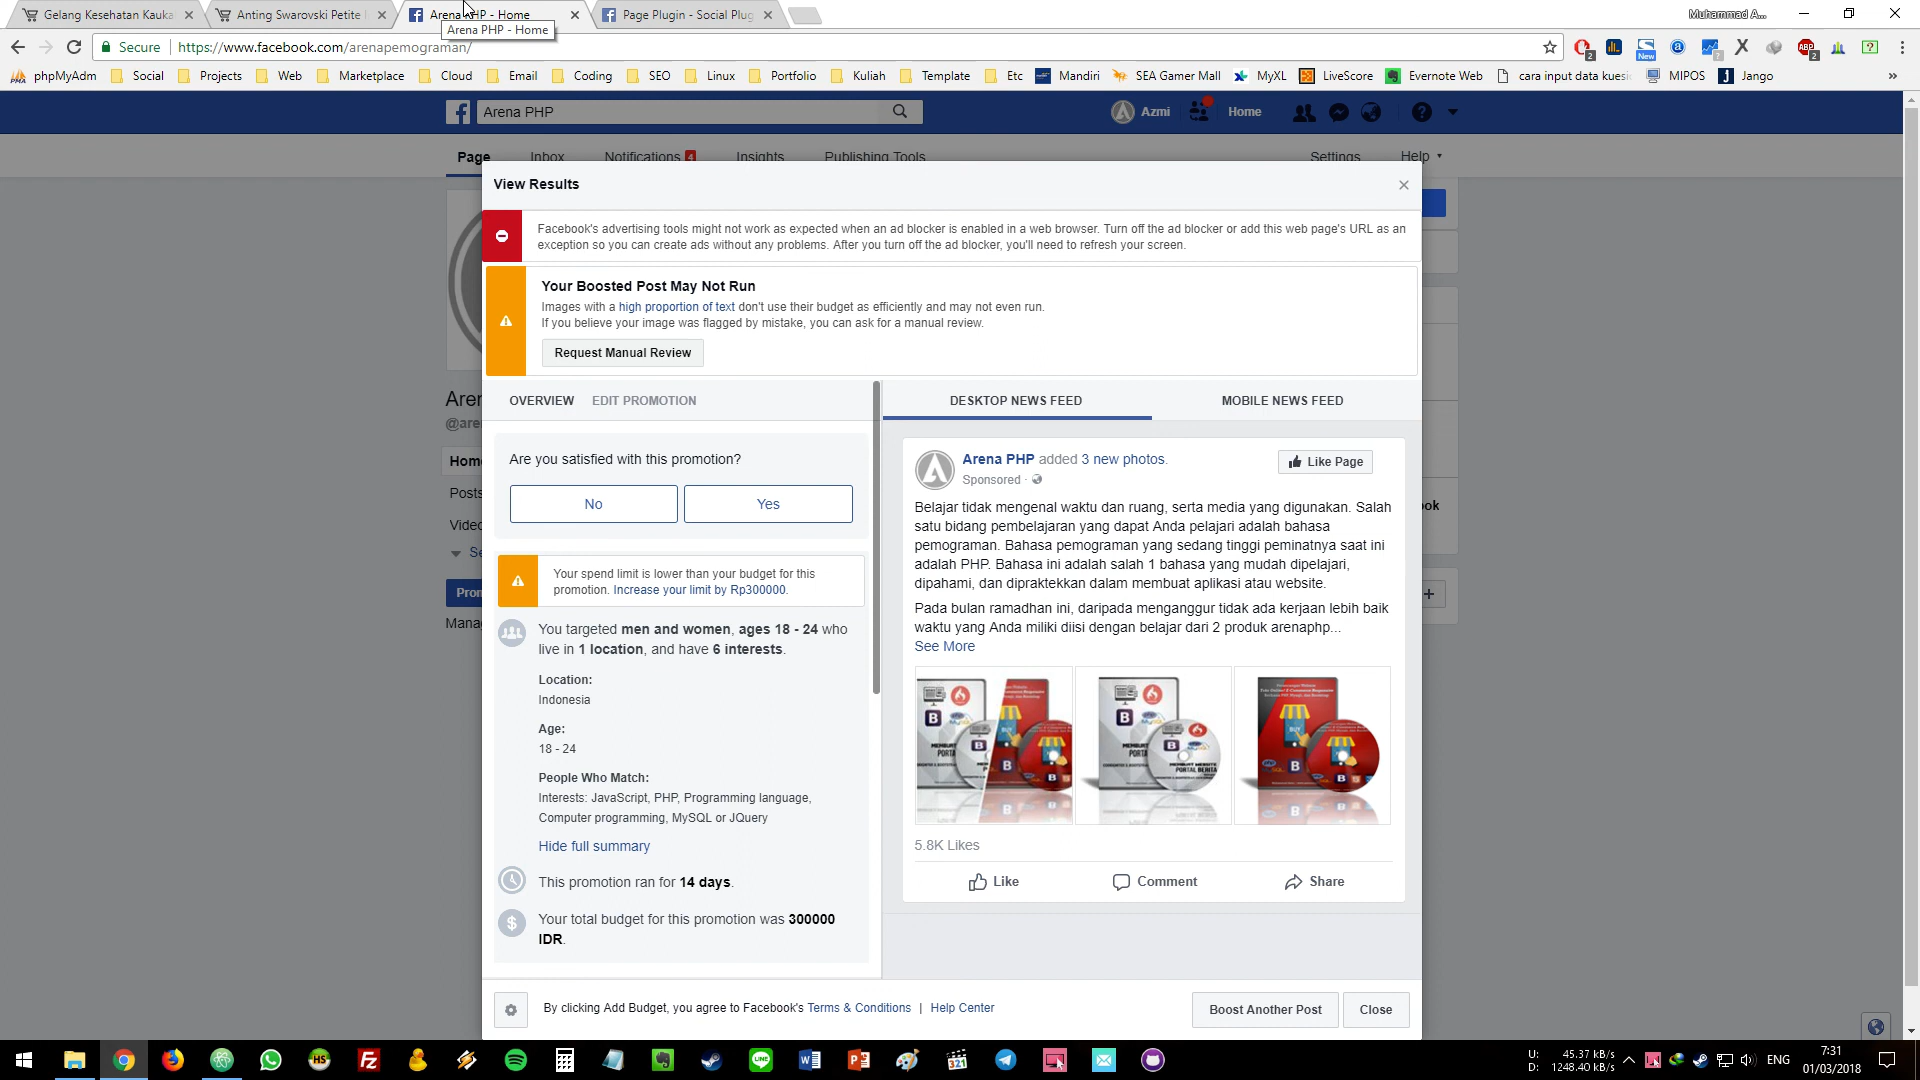 Gelang Kesehatan Kauka
Anting Swarovski Petite
Arena PHP - Home
Page Plugin - Social Plug
Muhammad A...
Arena PHP - Home
Secure
https://www.facebook.com/arenapemograman/
phpMyAdm Social Projects Web Marketplace Cloud Email Coding SEO Linux Portfolio Kuliah Template Etc Mandiri SEA Gamer Mall MyXL LiveScore Evernote Web cara input data kuesi MIPOS Jango
Arena PHP
Azmi Home
Page Inbox Notifications 4 Insights Publishing Tools Settings Help
View Results
Facebook's advertising tools might not work as expected when an ad blocker is enabled in a web browser. Turn off the ad blocker or add this web page's URL as an
exception so you can create ads without any problems. After you turn off the ad blocker, you'll need to refresh your screen.
Your Boosted Post May Not Run
Images with a high proportion of text don't use their budget as efficiently and may not even run.
If you believe your image was flagged by mistake, you can ask for a manual review.
Request Manual Review
OVERVIEW EDIT PROMOTION
DESKTOP NEWS FEED MOBILE NEWS FEED
Are you satisfied with this promotion?
No Yes
Your spend limit is lower than your budget for this
promotion. Increase your limit by Rp300000.
You targeted men and women, ages 18 - 24 who
live in 1 location, and have 6 interests.
Location:
Indonesia
Age:
18 - 24
People Who Match:
Interests: JavaScript, PHP, Programming language,
Computer programming, MySQL or JQuery
Hide full summary
This promotion ran for 14 days.
Your total budget for this promotion was 300000
IDR.
Arena PHP added 3 new photos.
Sponsored ·
Like Page
Belajar tidak mengenal waktu dan ruang, serta media yang digunakan. Salah
satu bidang pembelajaran yang dapat Anda pelajari adalah bahasa
pemograman. Bahasa pemograman yang sedang tinggi peminatnya saat ini
adalah PHP. Bahasa ini adalah salah 1 bahasa yang mudah dipelajari,
dipahami, dan dipraktekkan dalam membuat aplikasi atau website.
Pada bulan ramadhan ini, daripada menganggur tidak ada kerjaan lebih baik
waktu yang Anda miliki diisi dengan belajar dari 2 produk arenaphp...
See More
5.8K Likes
Like Comment Share
By clicking Add Budget, you agree to Facebook's Terms & Conditions | Help Center
Boost Another Post Close
U: 45.37 kB/s
D: 1248.40 kB/s
ENG
7:31
01/03/2018